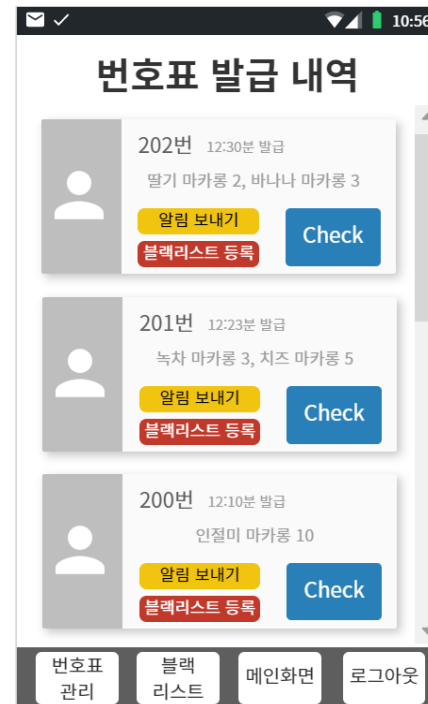 10:56
번호표 발급 내역
202번 12:30분 발급
딸기 마카롱 2, 바나나 마카롱 3
알림 보내기
블랙리스트 등록
Check
201번 12:23분 발급
녹차 마카롱 3, 치즈 마카롱 5
알림 보내기
블랙리스트 등록
Check
200번 12:10분 발급
인절미 마카롱 10
알림 보내기
블랙리스트 등록
Check
번호표
관리
블랙
리스트
메인화면
로그아웃